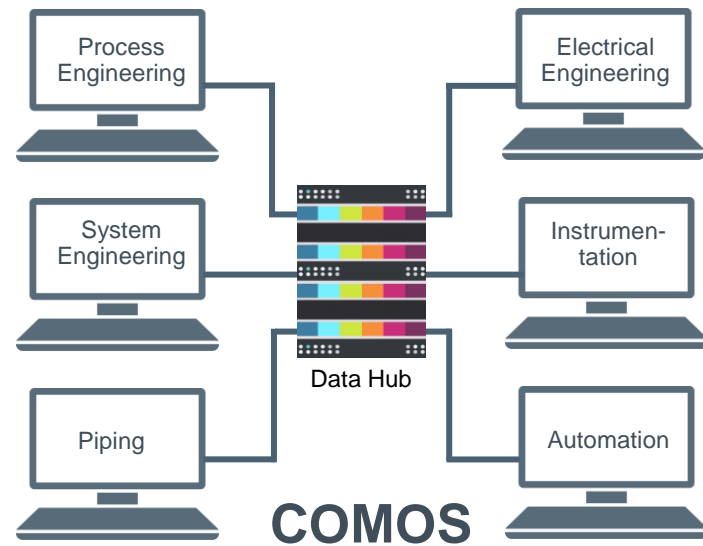 Process
Engineering
Electrical
Engineering
System
Engineering
Instrumen-
tation
Data Hub
Piping
Automation
COMOS